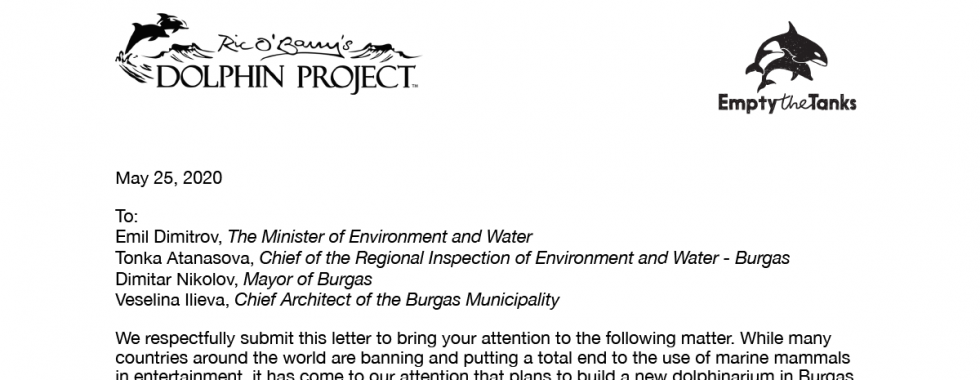 Ric O'Barry's
DOLPHIN PROJECT™
Empty the Tanks
May 25, 2020
To:
Emil Dimitrov, The Minister of Environment and Water
Tonka Atanasova, Chief of the Regional Inspection of Environment and Water - Burgas
Dimitar Nikolov, Mayor of Burgas
Veselina Ilieva, Chief Architect of the Burgas Municipality
We respectfully submit this letter to bring your attention to the following matter. While many
countries around the world are banning and putting a total end to the use of marine mammals
in entertainment, it has come to our attention that plans to build a new dolphinarium in Burgas